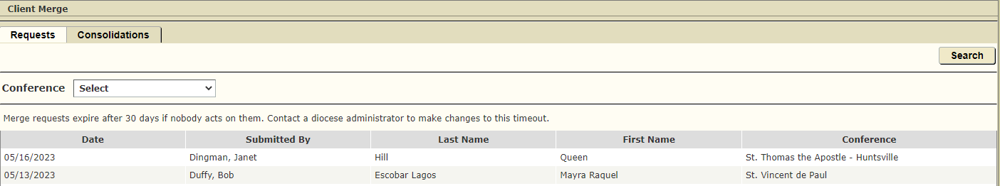 Client Merge
Requests Consolidations
Search
Conference Select
Merge requests expire after 30 days if nobody acts on them. Contact a diocese administrator to make changes to this timeout.
Date Submitted By Last Name First Name Conference
05/16/2023 Dingman, Janet Hill Queen St. Thomas the Apostle - Huntsville
05/13/2023 Duffy, Bob Escobar Lagos Mayra Raquel St. Vincent de Paul